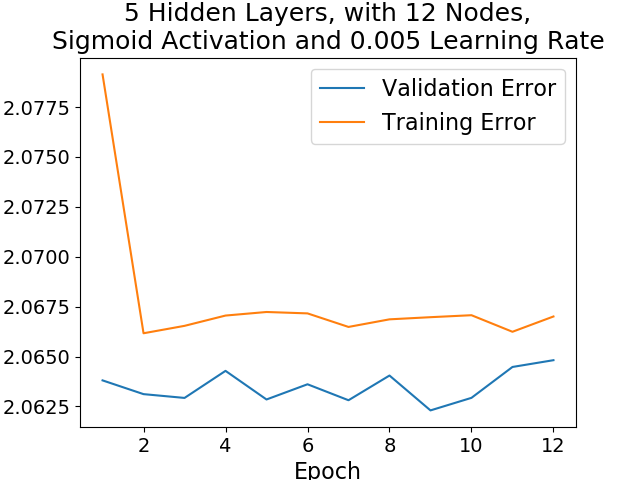 5 Hidden Layers, with 12 Nodes,
Sigmoid Activation and 0.005 Learning Rate
Validation Error
Training Error
2.0775
2.0750
2.0725
2.0700
2.0675
2.0650
2.0625
2 4 6 8 10 12
Epoch